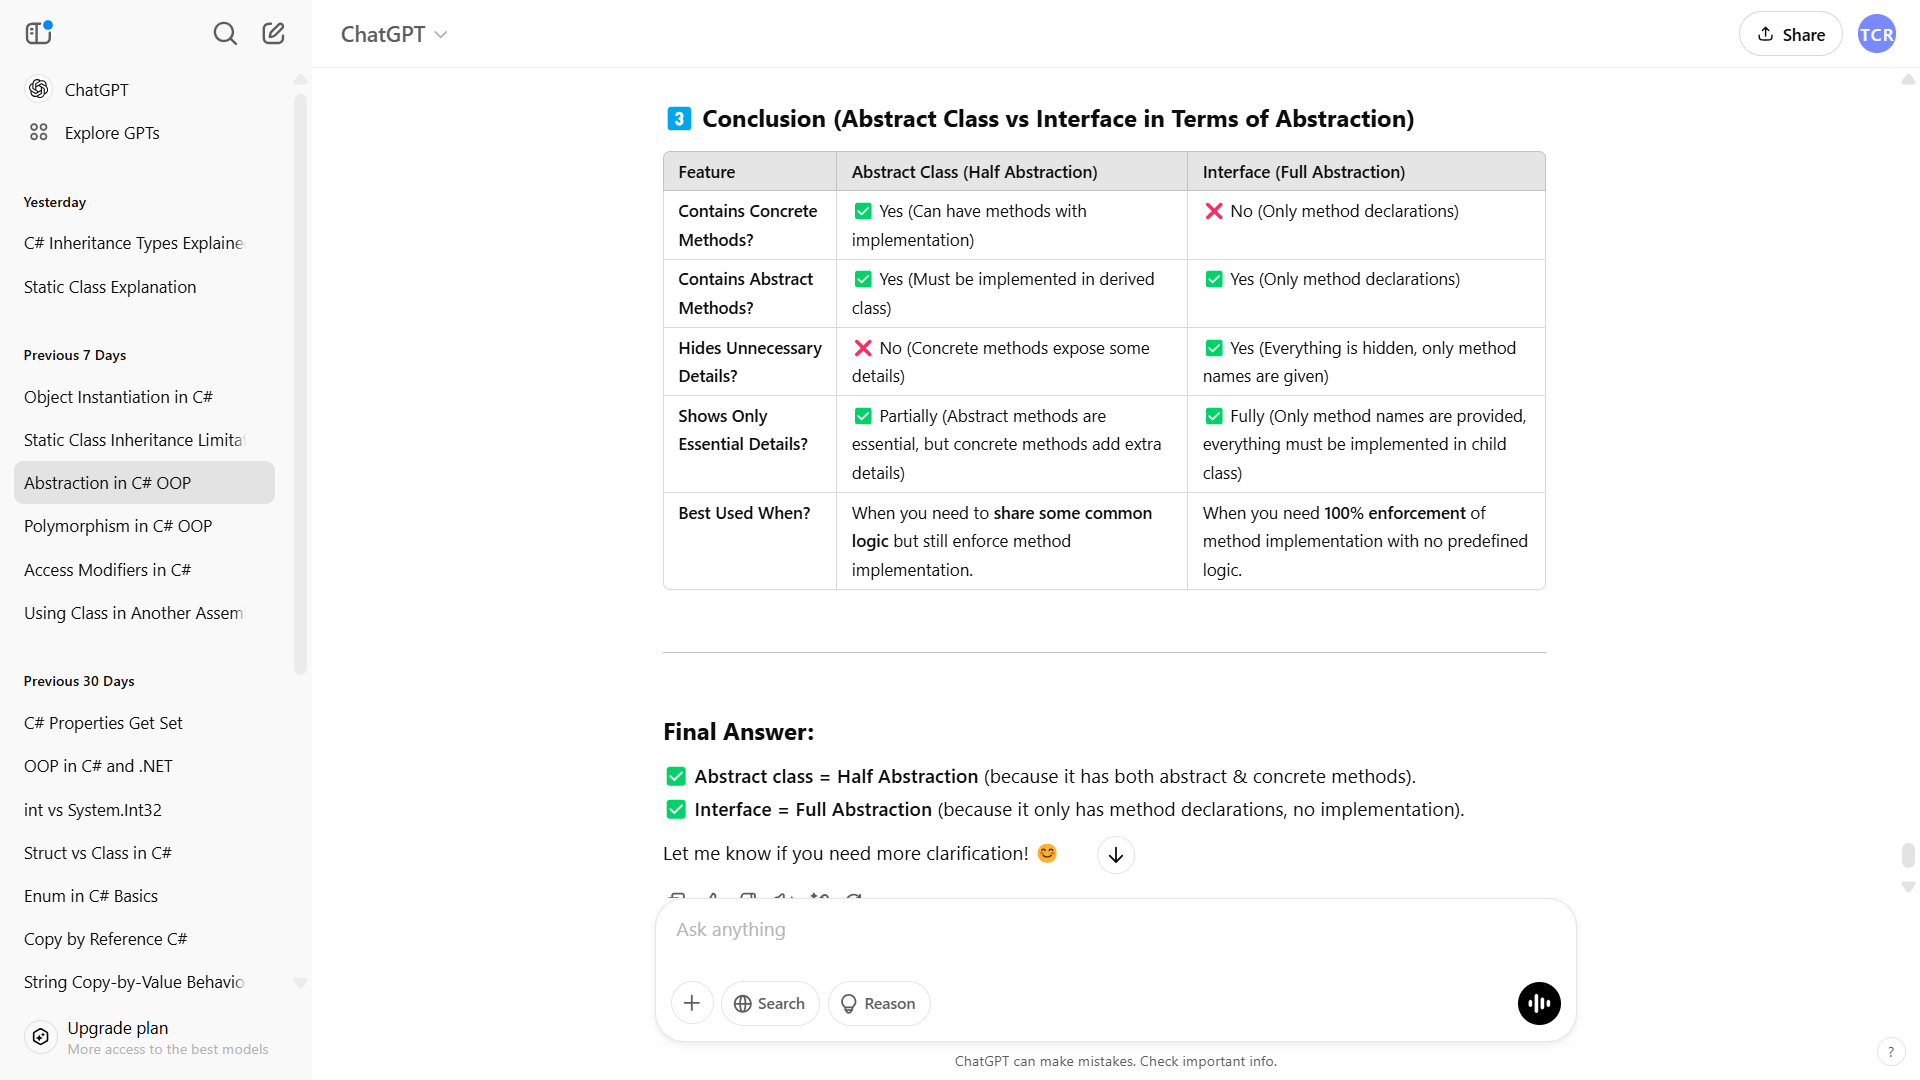 ChatGPT
Share
TCR
ChatGPT
Explore GPTs
Yesterday
C# Inheritance Types Explaine
Static Class Explanation
Previous 7 Days
Object Instantiation in C#
Static Class Inheritance Limita
Abstraction in C# OOP
Polymorphism in C# OOP
Access Modifiers in C#
Using Class in Another Assem
Previous 30 Days
C# Properties Get Set
OOP in C# and .NET
int vs System.Int32
Struct vs Class in C#
Enum in C# Basics
Copy by Reference C#
String Copy-by-Value Behavio
Upgrade plan
More access to the best models
3 Conclusion (Abstract Class vs Interface in Terms of Abstraction)
Feature
Abstract Class (Half Abstraction)
Interface (Full Abstraction)
Contains Concrete
Methods?
✅ Yes (Can have methods with
implementation)
❌ No (Only method declarations)
Contains Abstract
Methods?
✅ Yes (Must be implemented in derived
class)
✅ Yes (Only method declarations)
Hides Unnecessary
Details?
❌ No (Concrete methods expose some
details)
✅ Yes (Everything is hidden, only method
names are given)
Shows Only
Essential Details?
✅ Partially (Abstract methods are
essential, but concrete methods add extra
details)
✅ Fully (Only method names are provided,
everything must be implemented in child
class)
Best Used When?
When you need to share some common
logic but still enforce method
implementation.
When you need 100% enforcement of
method implementation with no predefined
logic.
Final Answer:
✅ Abstract class = Half Abstraction (because it has both abstract & concrete methods).
✅ Interface = Full Abstraction (because it only has method declarations, no implementation).
Let me know if you need more clarification! 😊
Ask anything
Search
Reason
ChatGPT can make mistakes. Check important info.
?